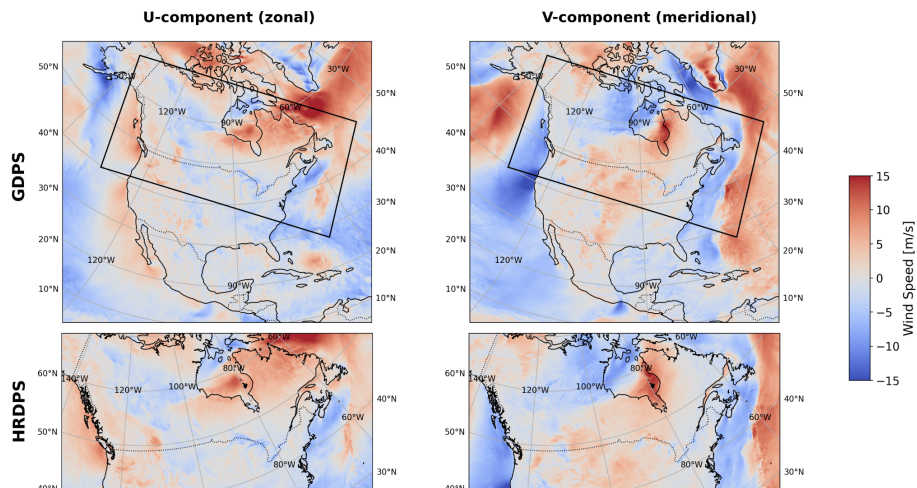 U-component (zonal)
V-component (meridional)
GDPS
50°N
40°N
30°N
20°N
10°N
150°W
120°W
90°W
60°W
30°W
120°W
90°W
50°N
40°N
30°N
20°N
10°N
50°N
40°N
30°N
20°N
10°N
150°W
120°W
90°W
60°W
30°W
120°W
90°W
50°N
40°N
30°N
20°N
10°N
15
10
5
0
−5
−10
−15
Wind Speed [m/s]
HRDPS
60°N
50°N
40°N
140°W
120°W
100°W
80°W
60°W
60°W
80°W
40°N
30°N
60°N
50°N
40°N
140°W
120°W
100°W
80°W
60°W
60°W
80°W
40°N
30°N